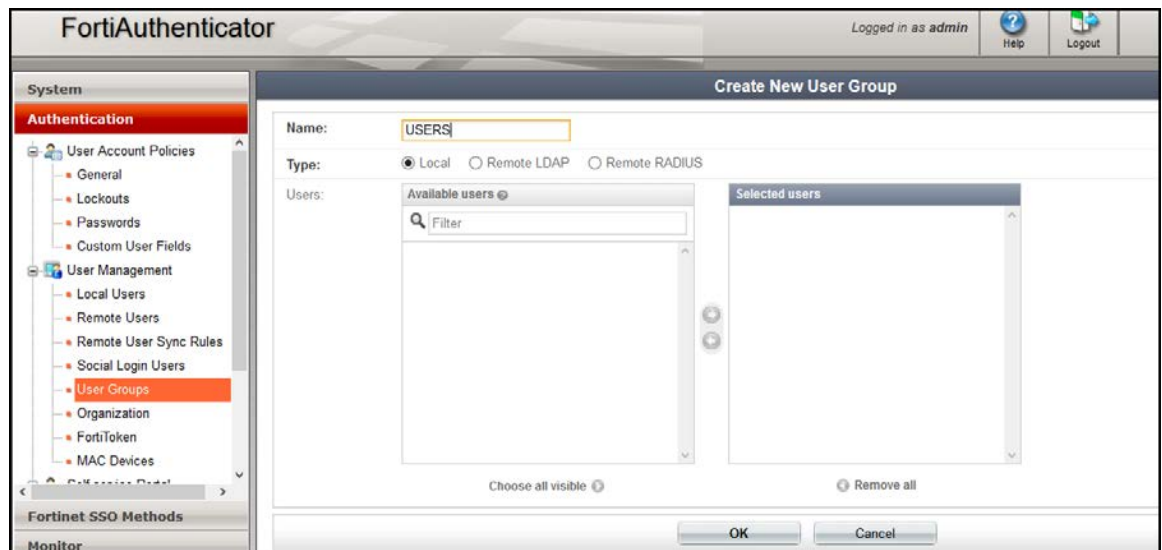 FortiAuthenticator
Logged in as admin
Help
Logout
System
Authentication
User Account Policies
General
Lockouts
Passwords
Custom User Fields
User Management
Local Users
Remote Users
Remote User Sync Rules
Social Login Users
User Groups
Organization
FortiToken
MAC Devices
Fortinet SSO Methods
Monitor
Create New User Group
Name: USERS
Type: Local Remote LDAP Remote RADIUS
Users: Available users Selected users
Filter
Choose all visible Remove all
OK Cancel